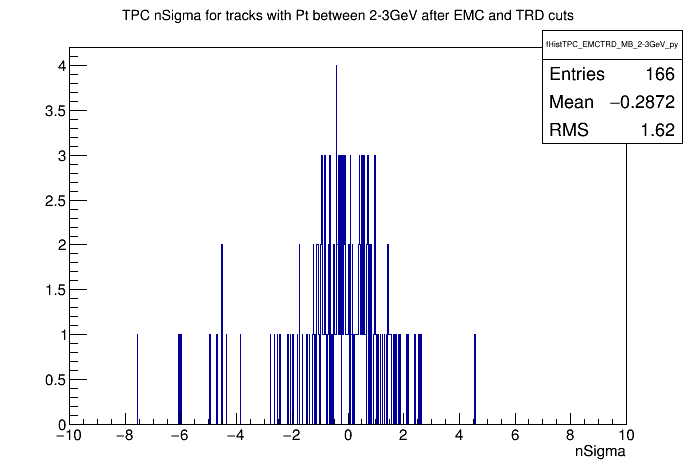 TPC nSigma for tracks with Pt between 2-3GeV after EMC and TRD cuts
fHistTPC_EMCTRD_MB_2-3GeV_py
Entries 166
Mean −0.2872
RMS 1.62
4
3.5
3
2.5
2
1.5
1
0.5
0
−10 −8 −6 −4 −2 0 2 4 6 8 10
nSigma